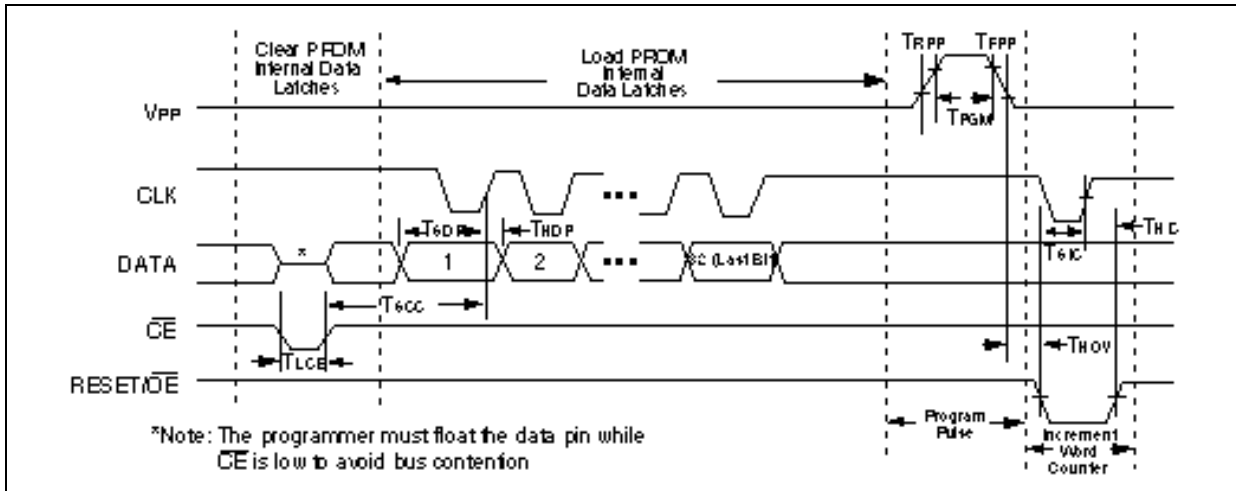 Clear PROM
Internal Data
Latches
Load PROM
Internal
Data Latches
TRPP
TFPP
VPP
TPGM
CLK
TSDP
THDP
TSIC
THC
DATA
*
1
2
32 (Last Bit)
TSCC
CE
TLCE
THOV
RESET/OE
Program
Pulse
Increment
Word
Counter
*Note: The programmer must float the data pin while
CE is low to avoid bus contention